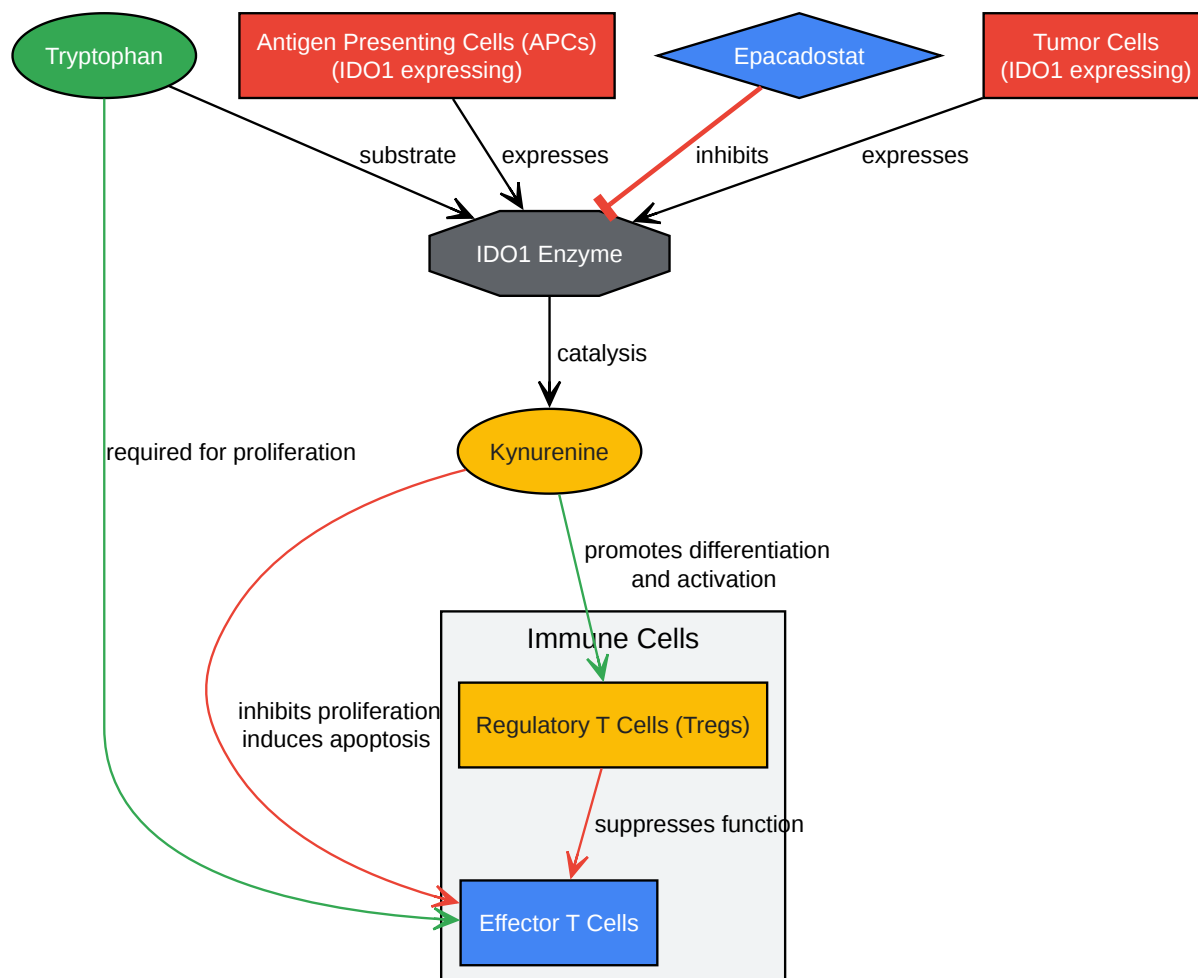 Tryptophan
Antigen Presenting Cells (APCs)
(IDO1 expressing)
Epacadostat
Tumor Cells
(IDO1 expressing)
substrate
expresses
inhibits
expresses
IDO1 Enzyme
catalysis
required for proliferation
Kynurenine
promotes differentiation
and activation
Immune Cells
inhibits proliferation
induces apoptosis
Regulatory T Cells (Tregs)
suppresses function
Effector T Cells